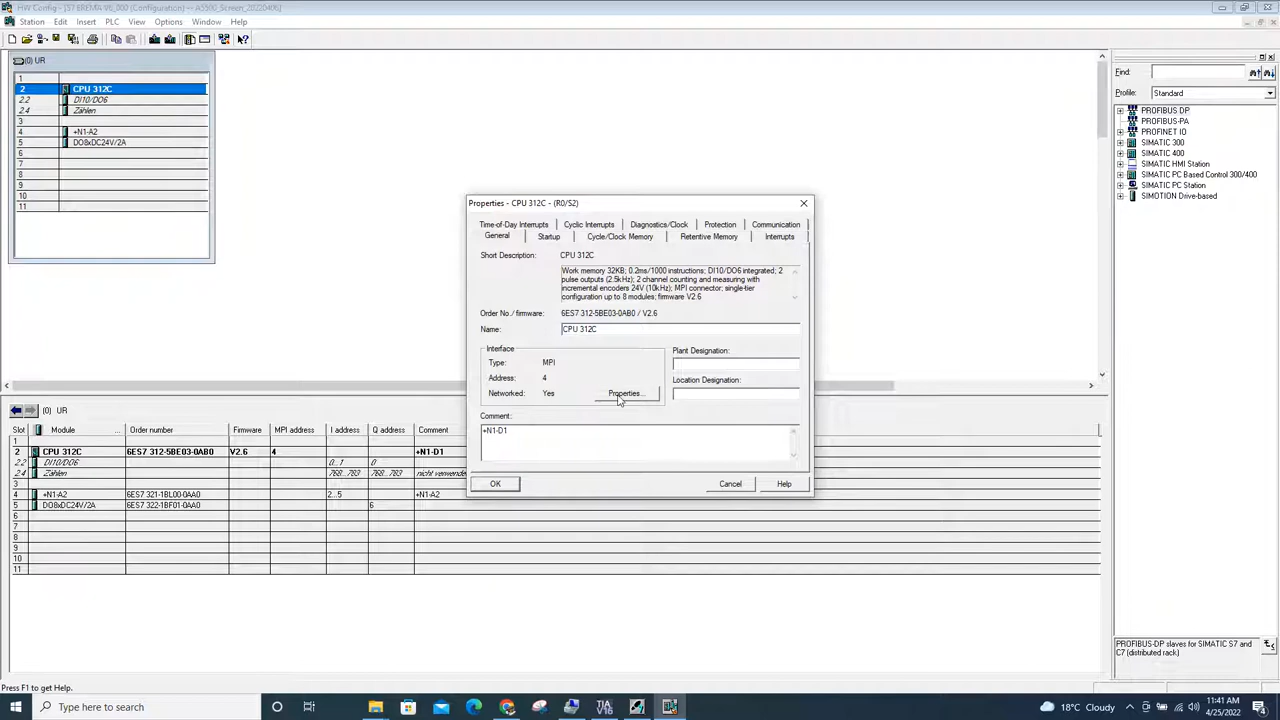 HW Config - [S7 BREMA V6_000 (Configuration) -- A5500_Screen_20220406]
Station Edit Insert PLC View Options Window Help
(0) UR
1
2 CPU 312C
2.2 DI10/DO6
2.4 Zählen
3
4 +N1-A2
5 DO8xDC24V/2A
6
7
8
9
10
11
Find:
Profile: Standard
PROFIBUS DP
PROFIBUS-PA
PROFINET IO
SIMATIC 300
SIMATIC 400
SIMATIC HMI Station
SIMATIC PC Based Control 300/400
SIMATIC PC Station
SIMOTION Drive-based
Properties - CPU 312C - (R0/S2)
Time-of-Day Interrupts Cyclic Interrupts Diagnostics/Clock Protection Communication
General Startup Cycle/Clock Memory Retentive Memory Interrupts
Short Description: CPU 312C
Work memory 32KB; 0.2ms/1000 instructions; DI10/DO6 integrated; 2
pulse outputs (2.5kHz); 2 channel counting and measuring with
incremental encoders 24V (10kHz); MPI connector; single-tier
configuration up to 8 modules; firmware V2.6
Order No./ firmware: 6ES7 312-5BE03-0AB0 / V2.6
Name: CPU 312C
Interface
Type: MPI
Address: 4
Networked: Yes Properties...
Plant Designation:
Location Designation:
Comment:
+N1-D1
OK Cancel Help
(0) UR
Slot Module ... Order number Firmware MPI address I address Q address Comment
1
2 CPU 312C 6ES7 312-5BE03-0AB0 V2.6 4 +N1-D1
2.2 DI10/DO6 0...1 0
2.4 Zählen 768...783 768...783 nicht verwende
3
4 +N1-A2 6ES7 321-1BL00-0AA0 2...5 +N1-A2
5 DO8xDC24V/2A 6ES7 322-1BF01-0AA0 6
6
7
8
9
10
11
PROFIBUS-DP slaves for SIMATIC S7 and
C7 (distributed rack)
Press F1 to get Help.
Type here to search
18°C Cloudy
11:41 AM
4/25/2022